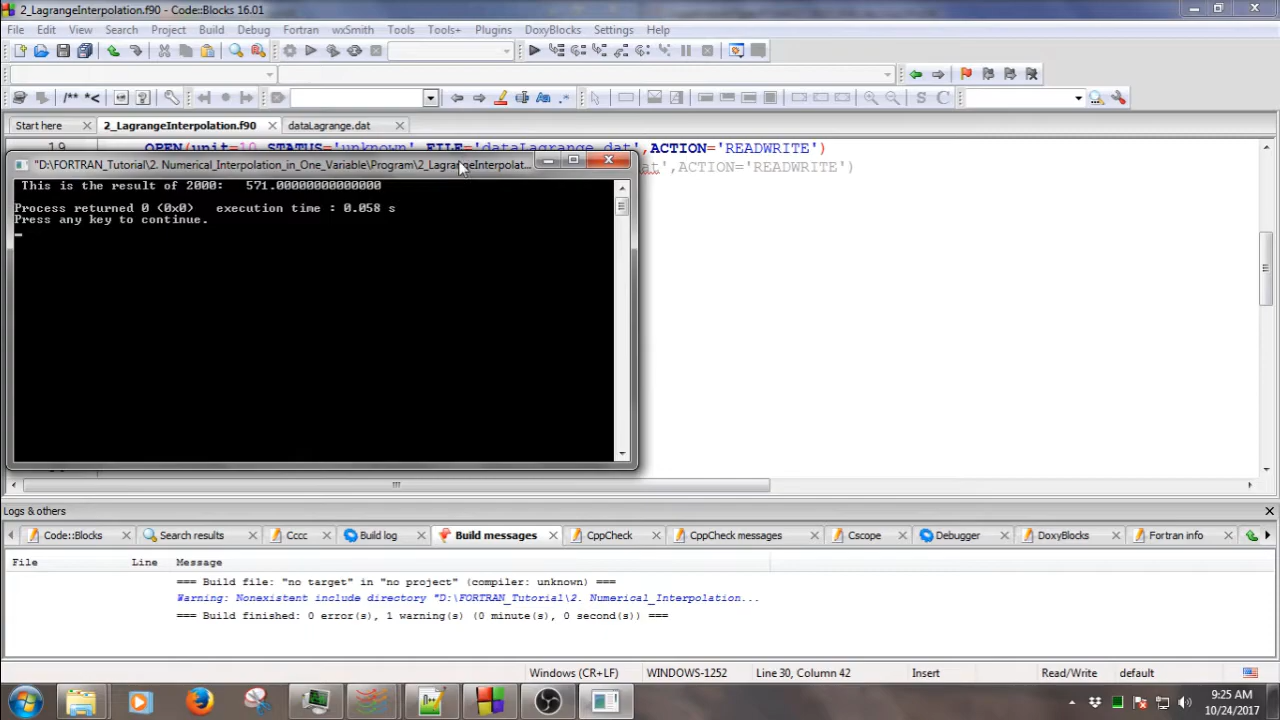 2_LagrangeInterpolation.f90 - Code::Blocks 16.01
File Edit View Search Project Build Debug Fortran wxSmith Tools Tools+ Plugins DoxyBlocks Settings Help
/** *<
S C
Start here 2_LagrangeInterpolation.f90 dataLagrange.dat
19 OPEN(unit=10,STATUS='unknown',FILE='dataLagrange.dat',ACTION='READWRITE')
at',ACTION='READWRITE')
"D:\FORTRAN_Tutorial\2. Numerical_Interpolation_in_One_Variable\Program\2_LagrangeInterpolat...
This is the result of 2000: 571.00000000000000
Process returned 0 (0x0) execution time : 0.058 s
Press any key to continue.
Logs & others
Code::Blocks Search results Cccc Build log Build messages CppCheck CppCheck messages Cscope Debugger DoxyBlocks Fortran info
File Line Message
=== Build file: "no target" in "no project" (compiler: unknown) ===
Warning: Nonexistent include directory "D:\FORTRAN_Tutorial\2. Numerical_Interpolation...
=== Build finished: 0 error(s), 1 warning(s) (0 minute(s), 0 second(s)) ===
Windows (CR+LF) WINDOWS-1252 Line 30, Column 42 Insert Read/Write default
9:25 AM
10/24/2017